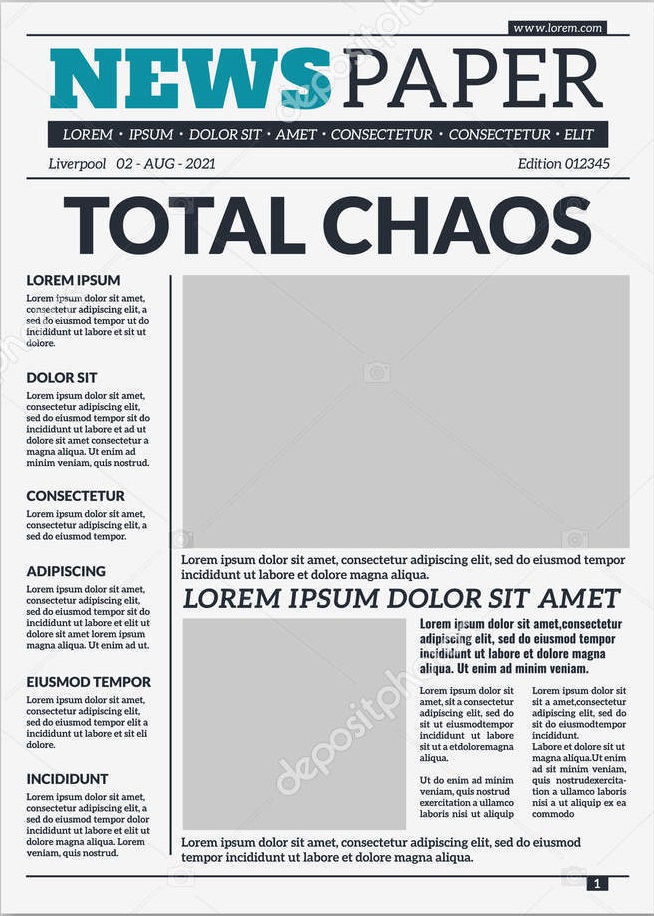 www.lorem.com
NEWSPAPER
LOREM • IPSUM • DOLOR SIT • AMET • CONSECTETUR • CONSECTETUR • ELIT
Liverpool 02 - AUG - 2021 Edition 012345
TOTAL CHAOS
LOREM IPSUM
Lorem ipsum dolor sit amet,
consectetur adipiscing elit, a
sed do eiusmod tempor ut do
incididunt ut labore et sit ut
dolore.
DOLOR SIT
Lorem ipsum dolor sit amet,
consectetur adipiscing elit,
sed do eiusmod tempor sit do
incididunt ut labore et ad ut
dolore sit amet consectetur a
magna aliqua. Ut enim ad
minim veniam, quis nostrud.
CONSECTETUR
Lorem ipsum dolor sit amet,
consectetur adipiscing elit, a
sed do eiusmod tempor.
ADIPISCING
Lorem ipsum dolor sit amet,
consectetur adipiscing elit,
sed do eiusmod tempor sit do
incididunt ut labore et dolore
sit amet lorem ipsum
magna aliqua. Ut enim ad ut.
EIUSMOD TEMPOR
Lorem ipsum dolor sit amet,
consectetur adipiscing elit,
sed do eiusmod tempor elit a
incididunt ut labore et sit eli
dolore.
INCIDIDUNT
Lorem ipsum dolor sit amet,
consectetur adipiscing elit, a
sed do eiusmod tempor dolor
incididunt ut labore et elit ut
dolore magna aliqua. Lorem
veniam, quis nostrud.
Lorem ipsum dolor sit amet, consectetur adipiscing elit, sed do eiusmod tempor
incididunt ut labore et dolore magna aliqua.
LOREM IPSUM DOLOR SIT AMET
Lorem ipsum dolor sit amet,consectetur
adipiscing elit, sed do eiusmod tempor
incididunt ut labore et dolore magna
aliqua. Ut enim ad minim veniam.
Lorem ipsum dolor sit
amet, sit a consectetur
adipiscing elit, sed do
sit ut eiusmodtempor
incididunt ut labore
sit ut a etdoloremagna
aliqua.
Ut do enim ad minim
veniam, quis nostrud
exercitation a ullamco
laboris nisi ut aliquip
Lorem ipsum dolor sit
sit a amet,consectetur
adipiscing elit, sed do
sit do eiusmod tempor
incididunt.
Labore et dolore sit ut
magna aliqua.Ut enim
ad sit minim veniam,
quis nostrudexercita-
tion a ullamco laboris
nisi a ut aliquip ex ea
commodo
Lorem ipsum dolor sit amet, consectetur adipiscing elit, sed do eiusmod
tempor incididunt ut labore et dolore magna aliqua.
1
depositphotos